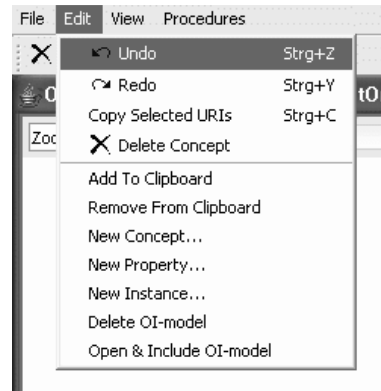 File Edit View Procedures
Undo Strg+Z
Redo Strg+Y
Copy Selected URIs Strg+C
Delete Concept
Add To Clipboard
Remove From Clipboard
New Concept...
New Property...
New Instance...
Delete OI-model
Open & Include OI-model